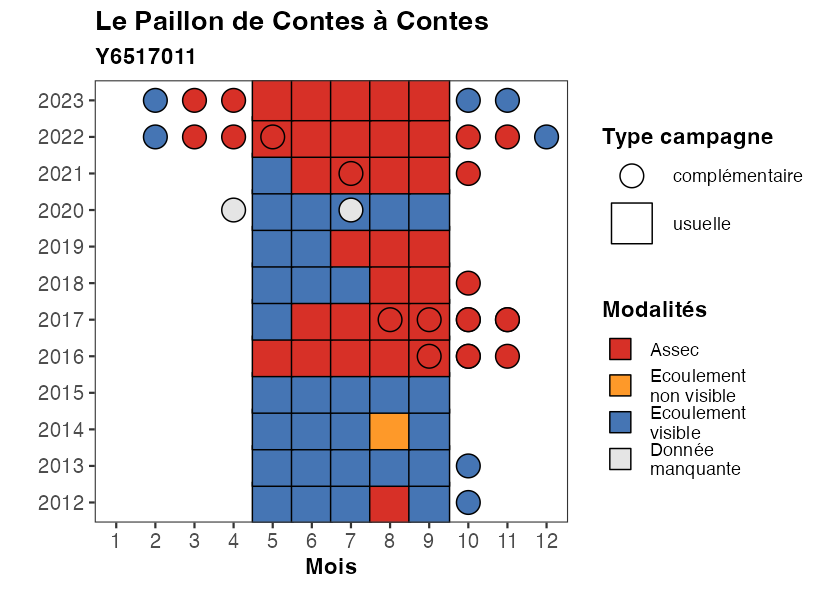 Le Paillon de Contes à Contes
Y6517011
2023
2022
2021
2020
2019
2018
2017
2016
2015
2014
2013
2012
1 2 3 4 5 6 7 8 9 10 11 12
Mois
Type campagne
complémentaire
usuelle
Modalités
Assec
Ecoulement
non visible
Ecoulement
visible
Donnée
manquante